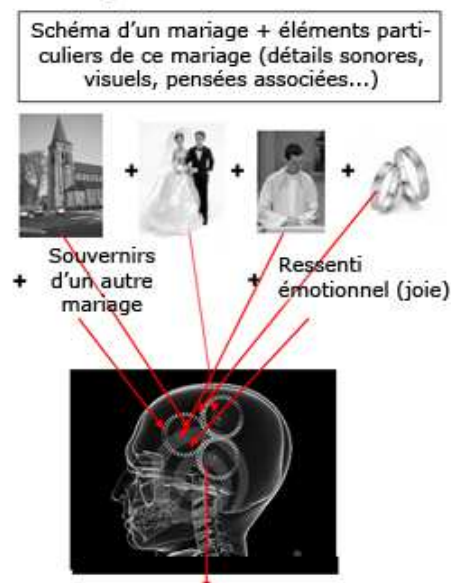 Schéma d'un mariage + éléments parti-
culiers de ce mariage (détails sonores,
visuels, pensées associées...)
+ + +
+ Souvenirs
d'un autre
mariage
+ Ressenti
émotionnel (joie)